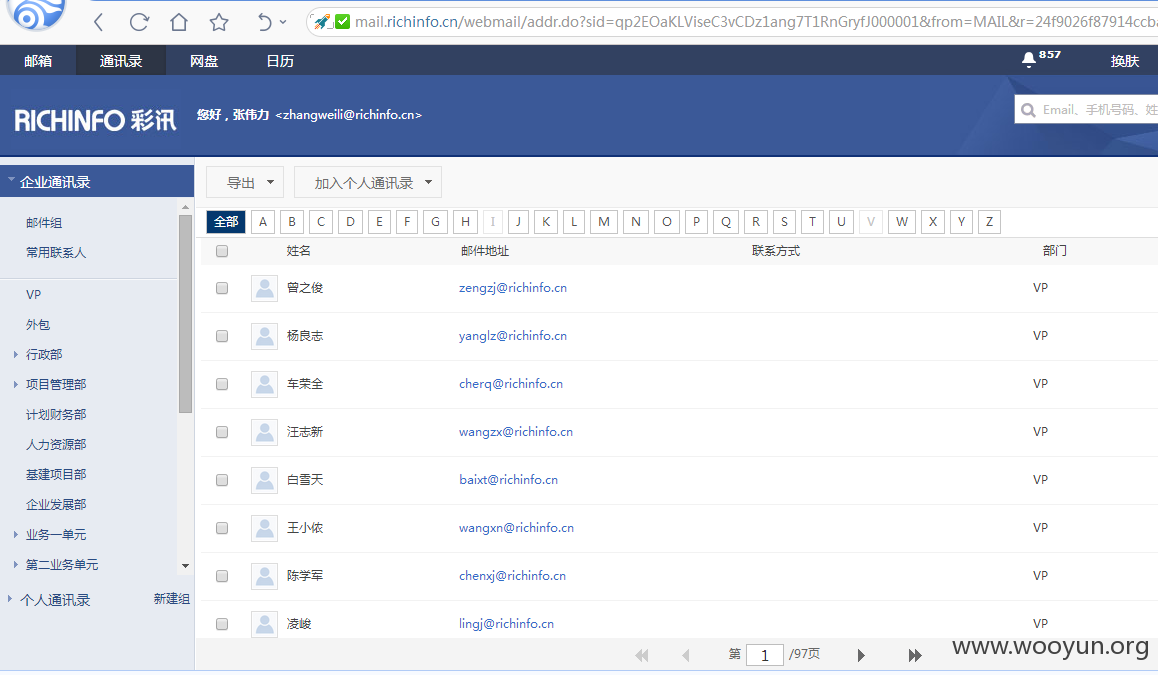 mail.richinfo.cn/webmail/addr.do?sid=qp2EOaKLViseC3vCDz1ang7T1RnGryfJ000001&from=MAIL&r=24f9026f87914ccb
邮箱 通讯录 网盘 日历 857 换肤
RICHINFO 彩讯 您好，张伟力 <zhangweili@richinfo.cn> Email、手机号码、姓
企业通讯录 导出 加入个人通讯录
邮件组
常用联系人
VP
外包
行政部
项目管理部
计划财务部
人力资源部
基建项目部
企业发展部
业务一单元
第二业务单元
个人通讯录 新建组
全部 A B C D E F G H I J K L M N O P Q R S T U V W X Y Z
姓名 邮件地址 联系方式 部门
曾之俊 zengzj@richinfo.cn VP
杨良志 yanglz@richinfo.cn VP
车荣全 cherq@richinfo.cn VP
汪志新 wangzx@richinfo.cn VP
白雪天 baixt@richinfo.cn VP
王小侬 wangxn@richinfo.cn VP
陈学军 chenxj@richinfo.cn VP
凌峻 lingj@richinfo.cn VP
第 1 /97页
www.wooyun.org